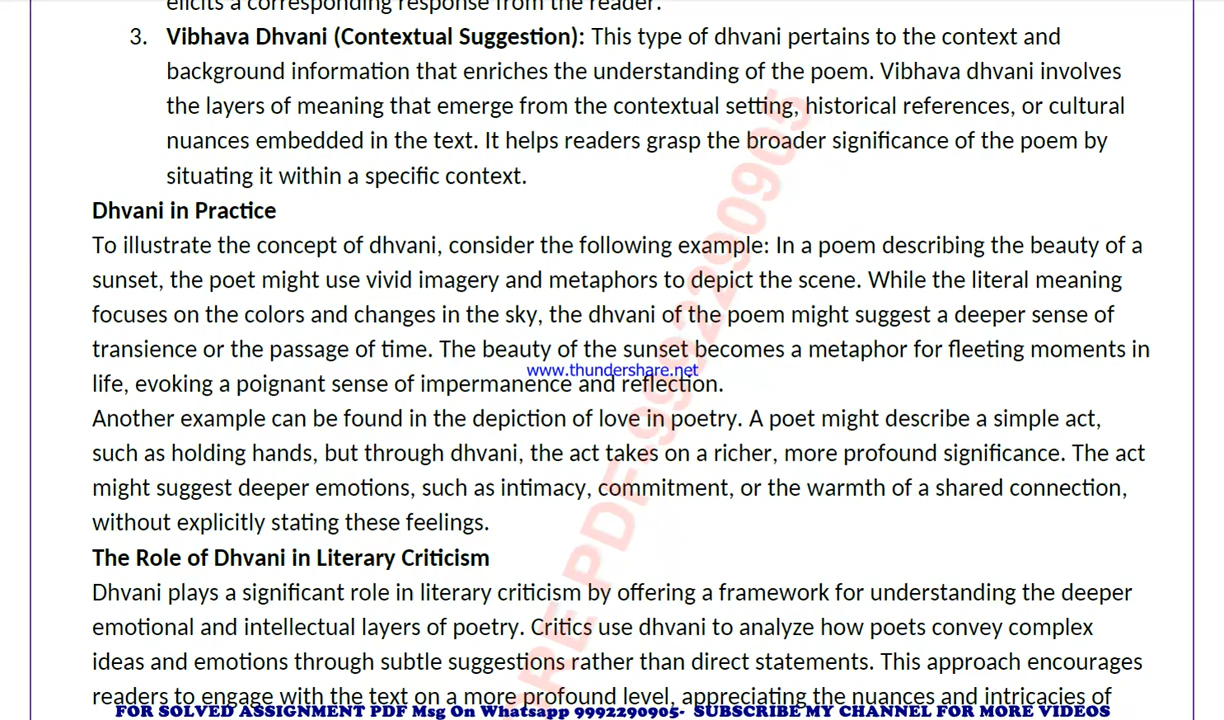 elicits a corresponding response from the reader.
3. Vibhava Dhvani (Contextual Suggestion): This type of dhvani pertains to the context and
background information that enriches the understanding of the poem. Vibhava dhvani involves
the layers of meaning that emerge from the contextual setting, historical references, or cultural
nuances embedded in the text. It helps readers grasp the broader significance of the poem by
situating it within a specific context.
Dhvani in Practice
To illustrate the concept of dhvani, consider the following example: In a poem describing the beauty of a
sunset, the poet might use vivid imagery and metaphors to depict the scene. While the literal meaning
focuses on the colors and changes in the sky, the dhvani of the poem might suggest a deeper sense of
transience or the passage of time. The beauty of the sunset becomes a metaphor for fleeting moments in
www.thundershare.net
life, evoking a poignant sense of impermanence and reflection.
Another example can be found in the depiction of love in poetry. A poet might describe a simple act,
such as holding hands, but through dhvani, the act takes on a richer, more profound significance. The act
might suggest deeper emotions, such as intimacy, commitment, or the warmth of a shared connection,
without explicitly stating these feelings.
The Role of Dhvani in Literary Criticism
Dhvani plays a significant role in literary criticism by offering a framework for understanding the deeper
emotional and intellectual layers of poetry. Critics use dhvani to analyze how poets convey complex
ideas and emotions through subtle suggestions rather than direct statements. This approach encourages
readers to engage with the text on a more profound level, appreciating the nuances and intricacies of
FOR SOLVED ASSIGNMENT PDF Msg On Whatsapp 9992290905- SUBSCRIBE MY CHANNEL FOR MORE VIDEOS
PDF-9992290905